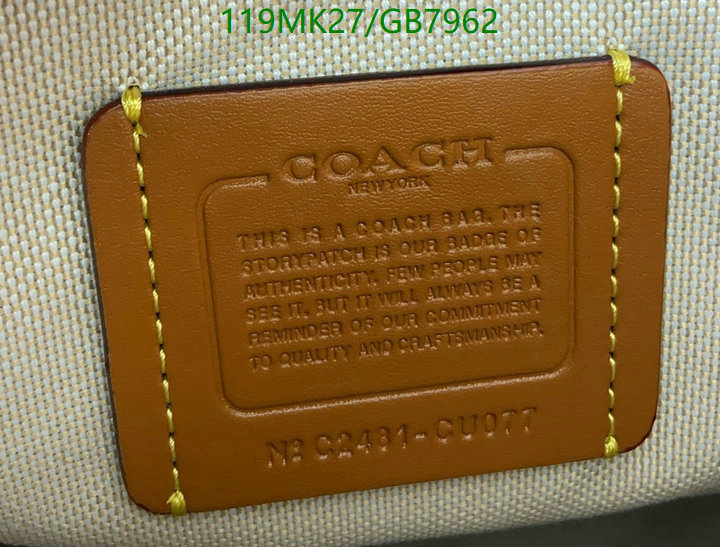 119MK27/GB7962
COACH
NEW YORK
THIS IS A COACH BAG. THE
STORYPATCH IS OUR BADGE OF
AUTHENTICITY. FEW PEOPLE MAY
SEE IT, BUT IT WILL ALWAYS BE A
REMINDER OF OUR COMMITMENT
TO QUALITY AND CRAFTSMANSHIP.
Nº C2481-CU077